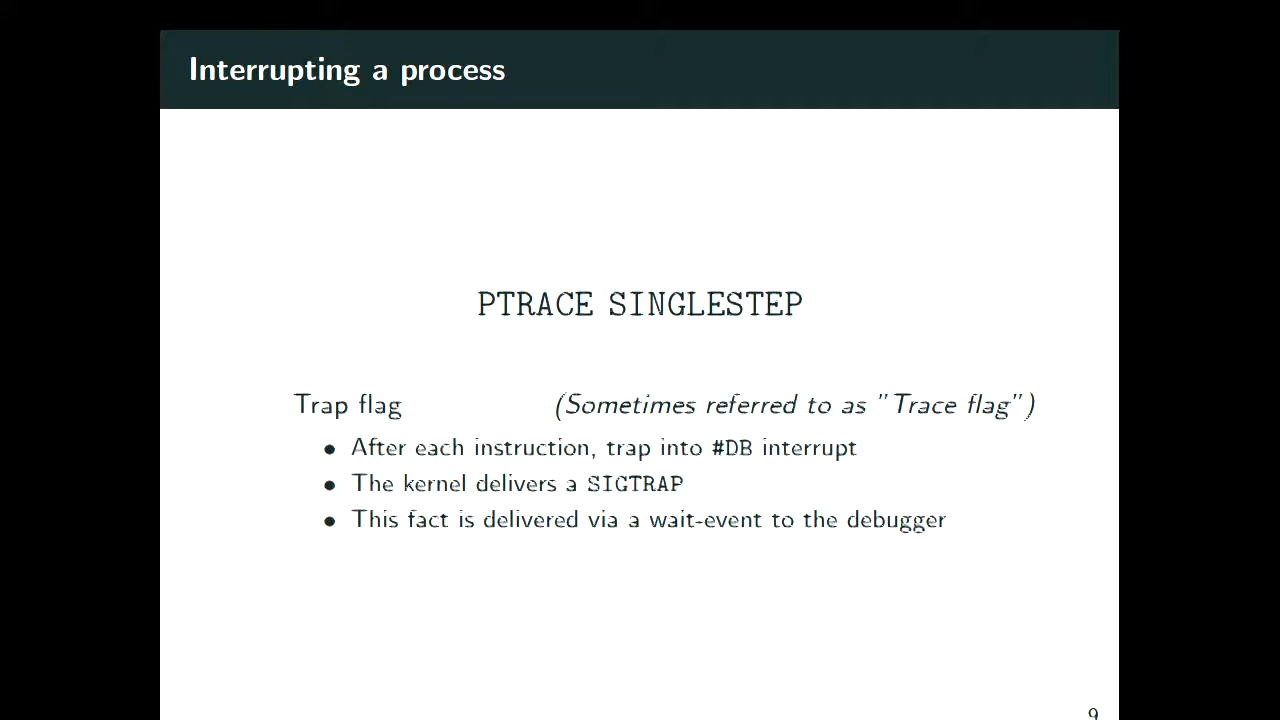 Interrupting a process
PTRACE SINGLESTEP
Trap flag (Sometimes referred to as "Trace flag")
• After each instruction, trap into #DB interrupt
• The kernel delivers a SIGTRAP
• This fact is delivered via a wait-event to the debugger
9